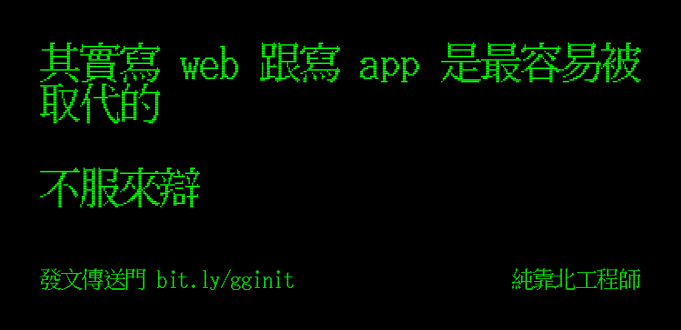 其實寫 web 跟寫 app 是最容易被
取代的
不服來辯
發文傳送門 bit.ly/gginit
純靠北工程師